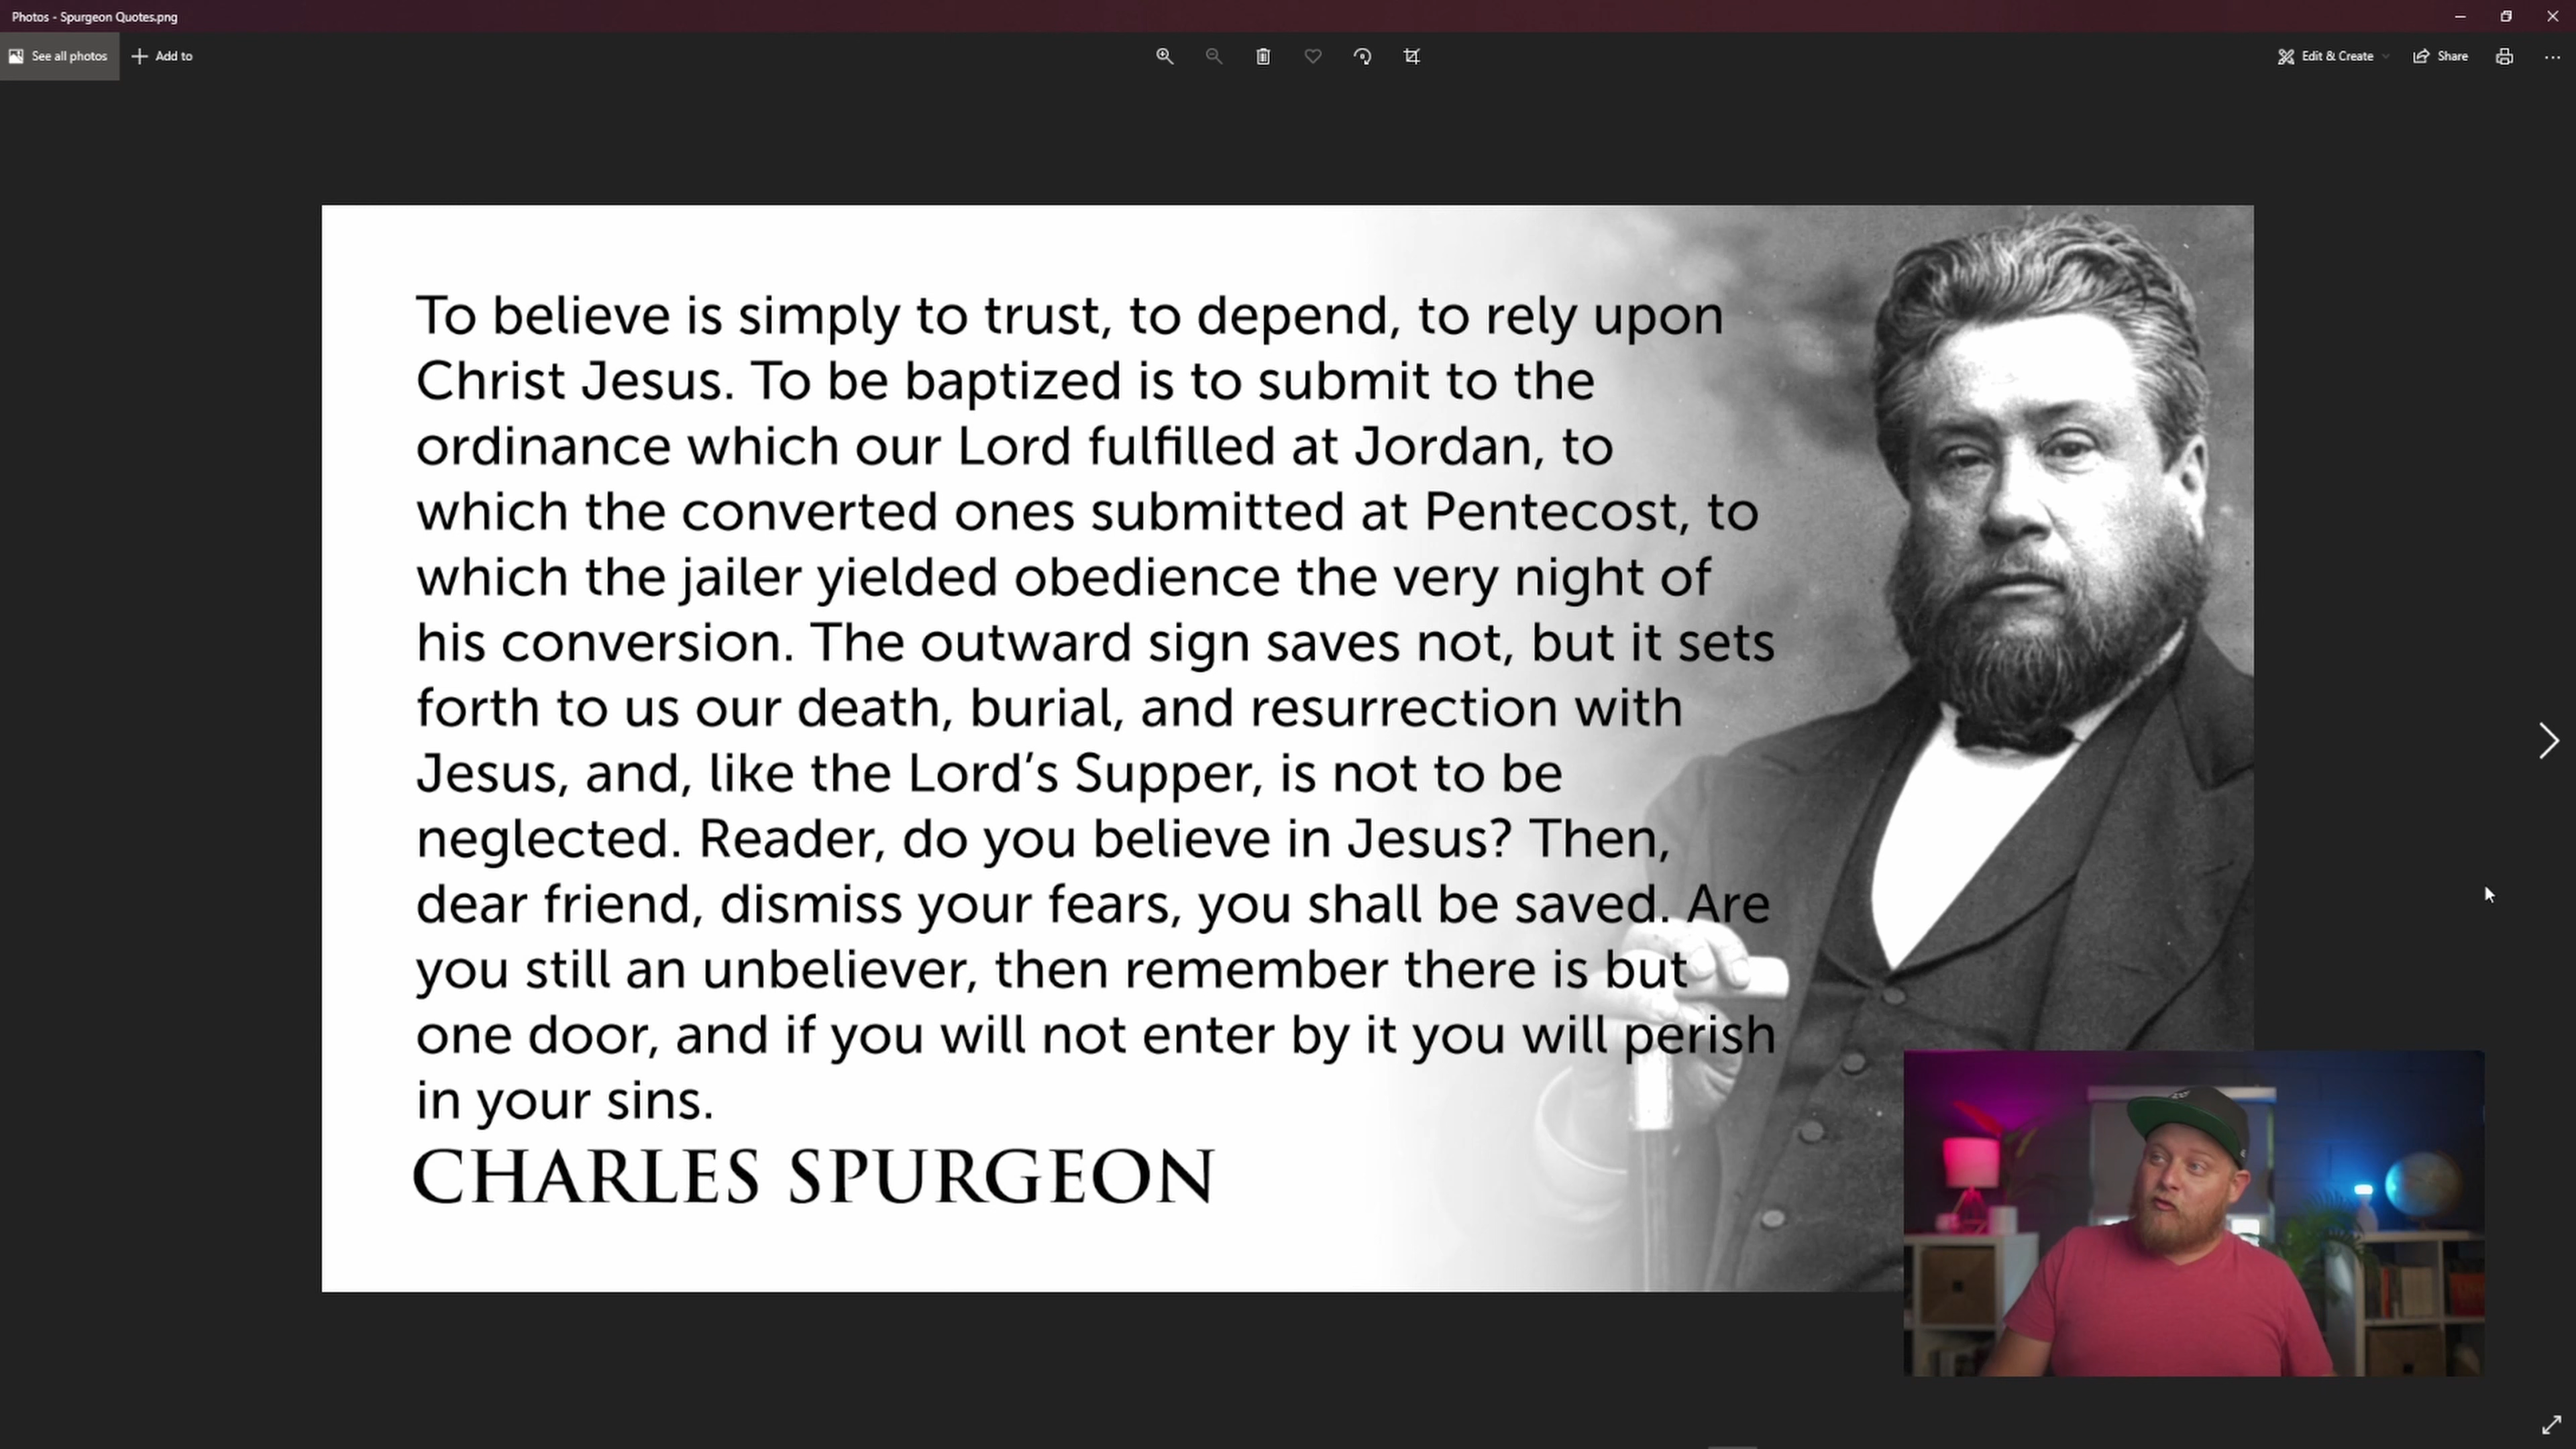 Photos - Spurgeon Quotes.png
See all photos
Add to
Edit & Create
Share
To believe is simply to trust, to depend, to rely upon
Christ Jesus. To be baptized is to submit to the
ordinance which our Lord fulfilled at Jordan, to
which the converted ones submitted at Pentecost, to
which the jailer yielded obedience the very night of
his conversion. The outward sign saves not, but it sets
forth to us our death, burial, and resurrection with
Jesus, and, like the Lord’s Supper, is not to be
neglected. Reader, do you believe in Jesus? Then,
dear friend, dismiss your fears, you shall be saved. Are
you still an unbeliever, then remember there is but
one door, and if you will not enter by it you will perish
in your sins.
CHARLES SPURGEON